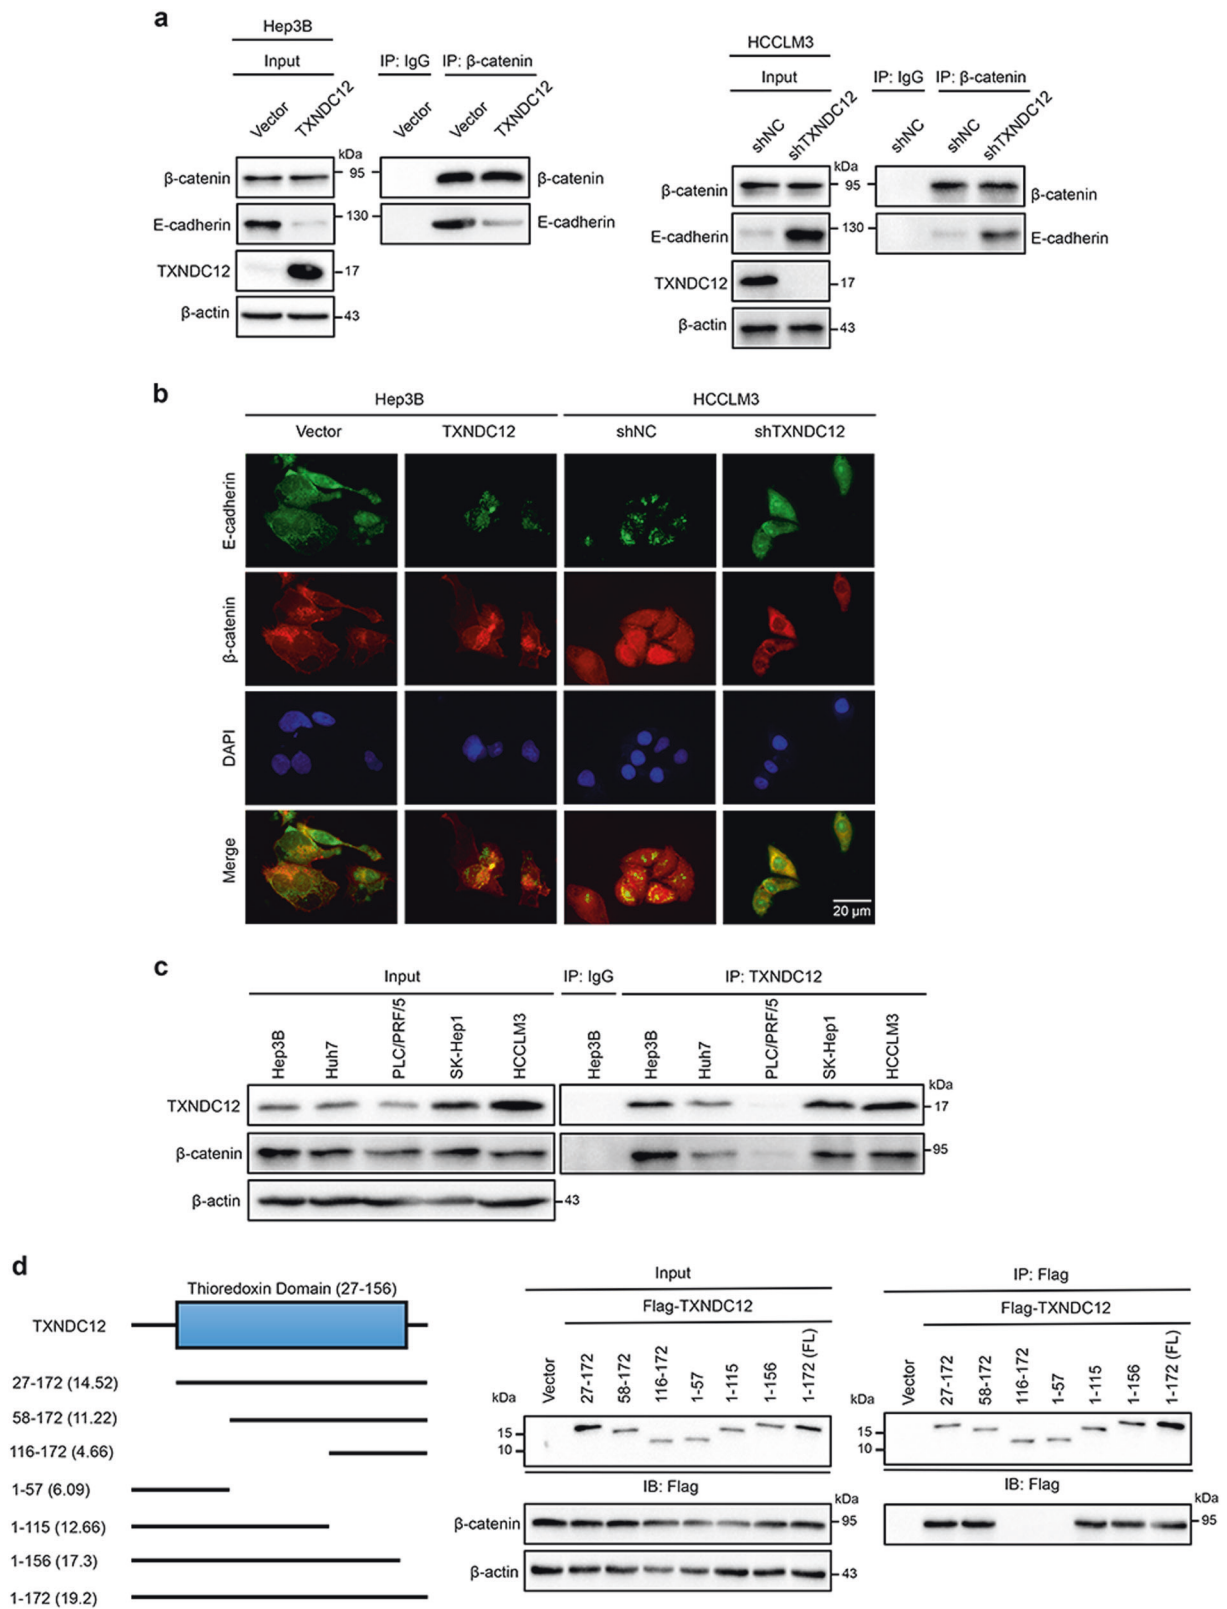 a
Hep3B
Input
IP: IgG
IP: β-catenin
Vector
TXNDC12
Vector
Vector
TXNDC12
kDa
β-catenin
95
β-catenin
E-cadherin
130
E-cadherin
TXNDC12
17
β-actin
43
HCCLM3
Input
IP: IgG
IP: β-catenin
shNC
shTXNDC12
shNC
shNC
shTXNDC12
kDa
β-catenin
95
β-catenin
E-cadherin
130
E-cadherin
TXNDC12
17
β-actin
43
b
Hep3B
HCCLM3
Vector
TXNDC12
shNC
shTXNDC12
E-cadherin
β-catenin
DAPI
Merge
20 μm
c
Input
IP: IgG
IP: TXNDC12
Hep3B
Huh7
PLC/PRF/5
SK-Hep1
HCCLM3
Hep3B
Hep3B
Huh7
PLC/PRF/5
SK-Hep1
HCCLM3
kDa
TXNDC12
17
β-catenin
95
β-actin
43
d
Thioredoxin Domain (27-156)
TXNDC12
27-172 (14.52)
58-172 (11.22)
116-172 (4.66)
1-57 (6.09)
1-115 (12.66)
1-156 (17.3)
1-172 (19.2)
Input
Flag-TXNDC12
Vector
27-172
58-172
116-172
1-57
1-115
1-156
1-172 (FL)
kDa
15
10
IB: Flag
kDa
β-catenin
95
β-actin
43
IP: Flag
Flag-TXNDC12
Vector
27-172
58-172
116-172
1-57
1-115
1-156
1-172 (FL)
kDa
15
10
IB: Flag
kDa
95